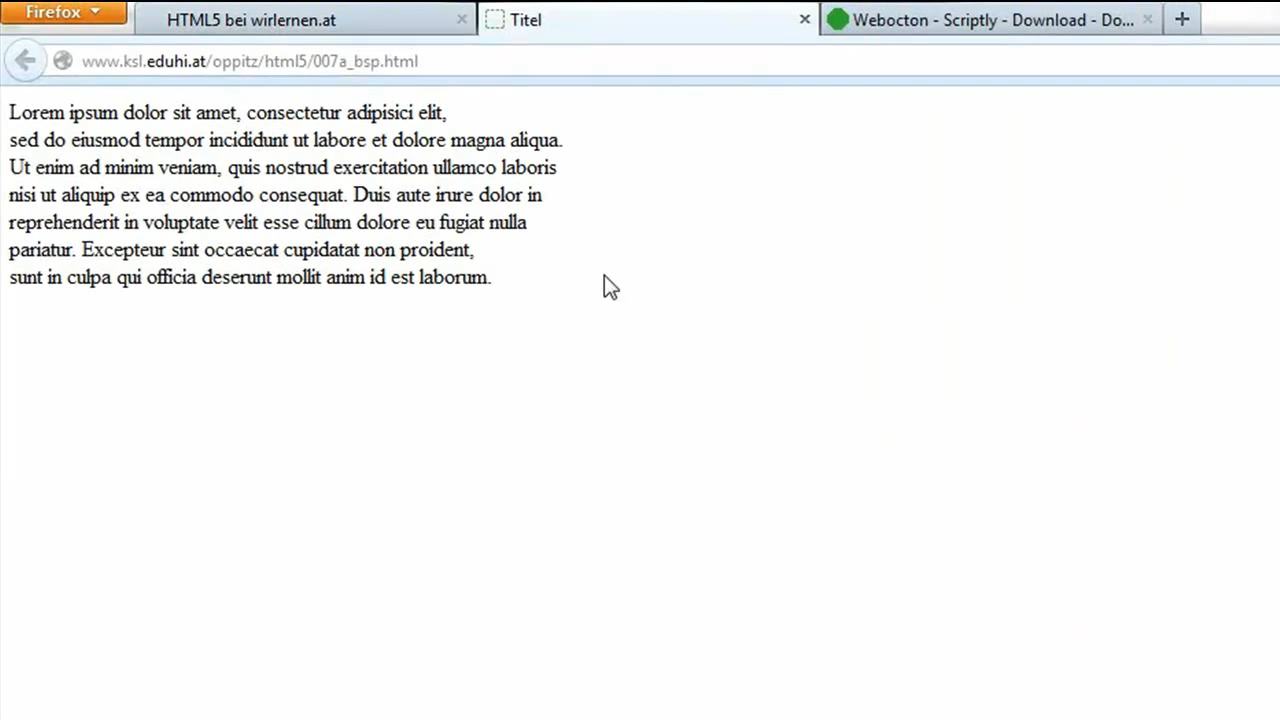 Firefox
HTML5 bei wirlernen.at
Titel
Webocton - Scriptly - Download - Do...
www.ksl.eduhi.at/oppitz/html5/007a_bsp.html
Lorem ipsum dolor sit amet, consectetur adipisici elit,
sed do eiusmod tempor incididunt ut labore et dolore magna aliqua.
Ut enim ad minim veniam, quis nostrud exercitation ullamco laboris
nisi ut aliquip ex ea commodo consequat. Duis aute irure dolor in
reprehenderit in voluptate velit esse cillum dolore eu fugiat nulla
pariatur. Excepteur sint occaecat cupidatat non proident,
sunt in culpa qui officia deserunt mollit anim id est laborum.